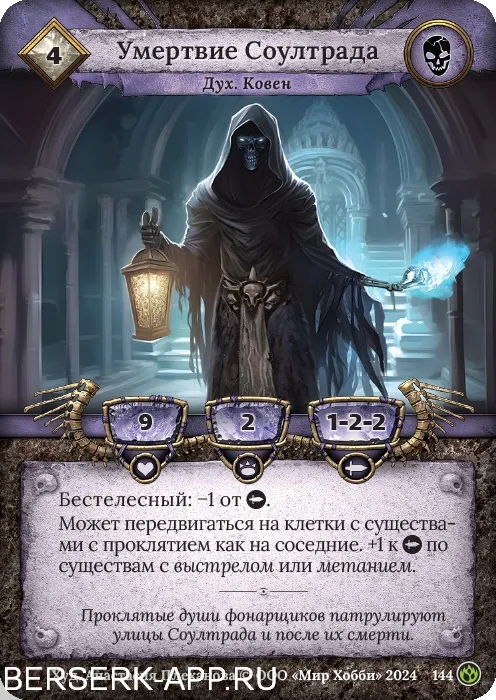 4
Умертвие Соултрада
Дух. Ковен
9
2
1-2-2
Бестелесный: −1 от .
Может передвигаться на клетки с существа-
ми с проклятием как на соседние. +1 к по
существам с выстрелом или метанием.
Проклятые души фонарщиков патрулируют
улицы Соултрада и после их смерти.
Анастасия © ООО «Мир Хобби» 2024 144
BERSERK-APP.RU